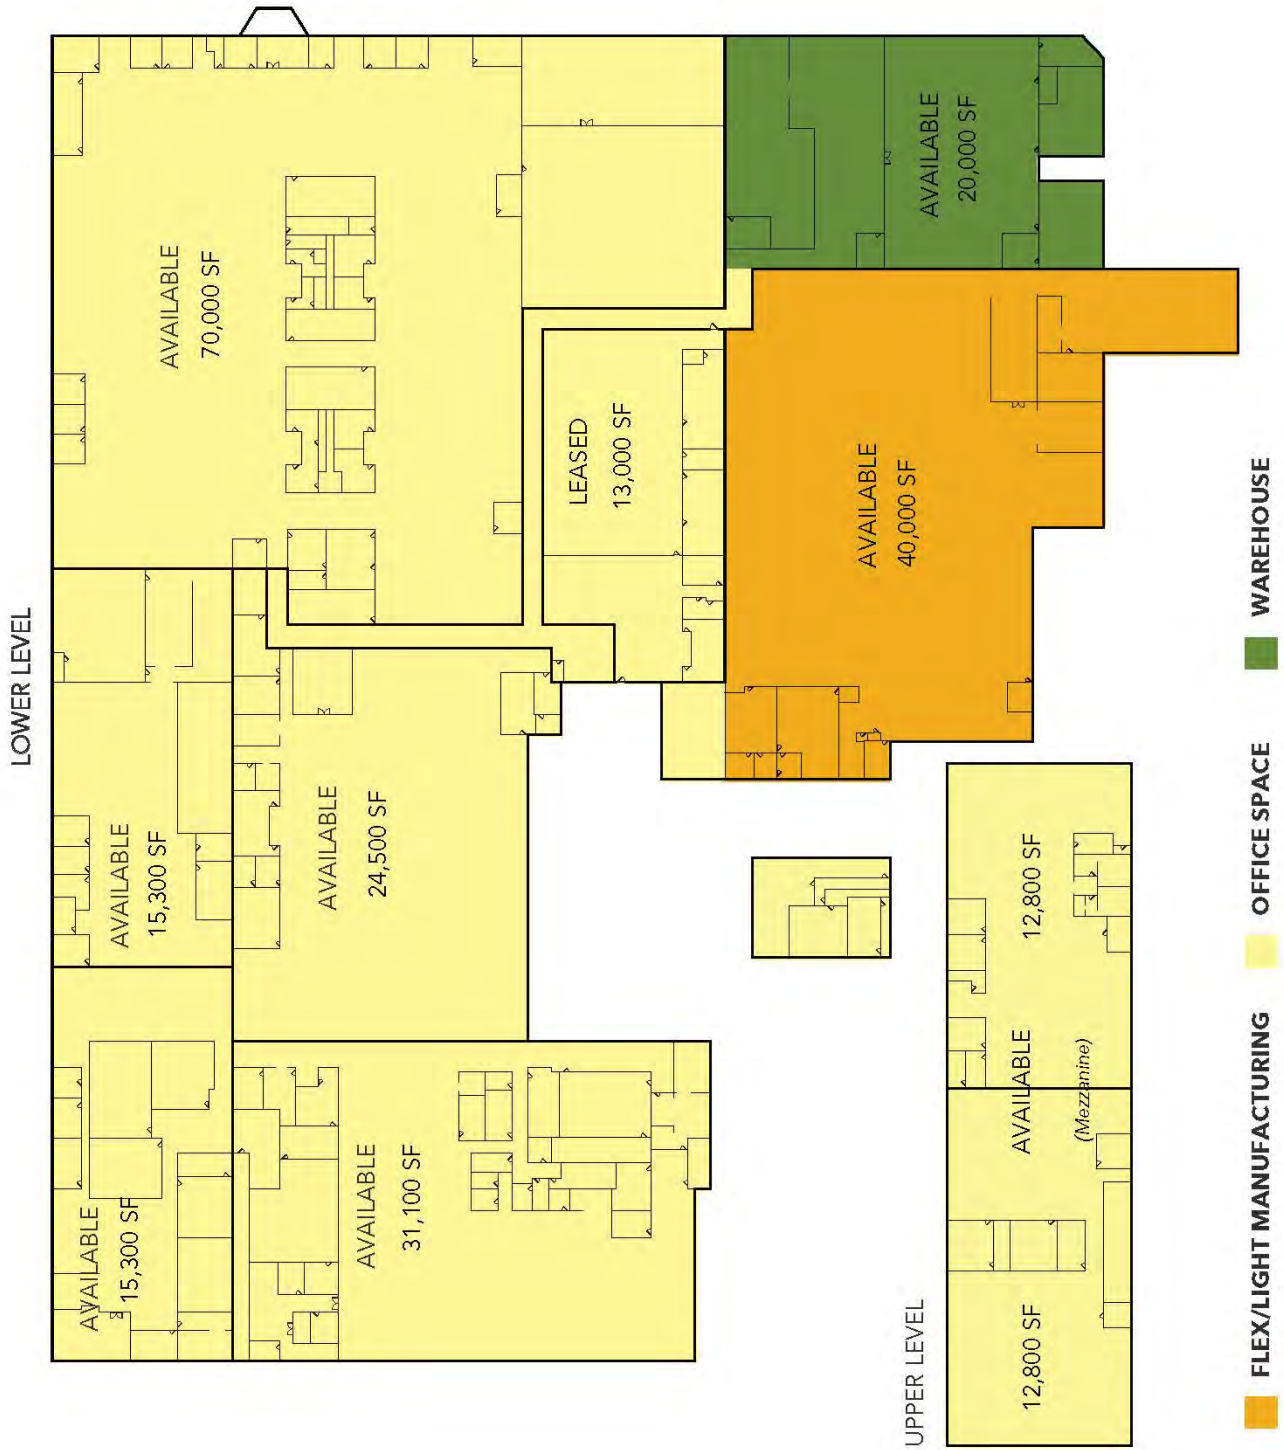 LOWER LEVEL
AVAILABLE
15,300 SF
AVAILABLE
15,300 SF
AVAILABLE
70,000 SF
AVAILABLE
31,100 SF
AVAILABLE
24,500 SF
LEASED
13,000 SF
AVAILABLE
40,000 SF
AVAILABLE
20,000 SF
UPPER LEVEL
12,800 SF
AVAILABLE
(Mezzanine)
12,800 SF
FLEX/LIGHT MANUFACTURING
OFFICE SPACE
WAREHOUSE